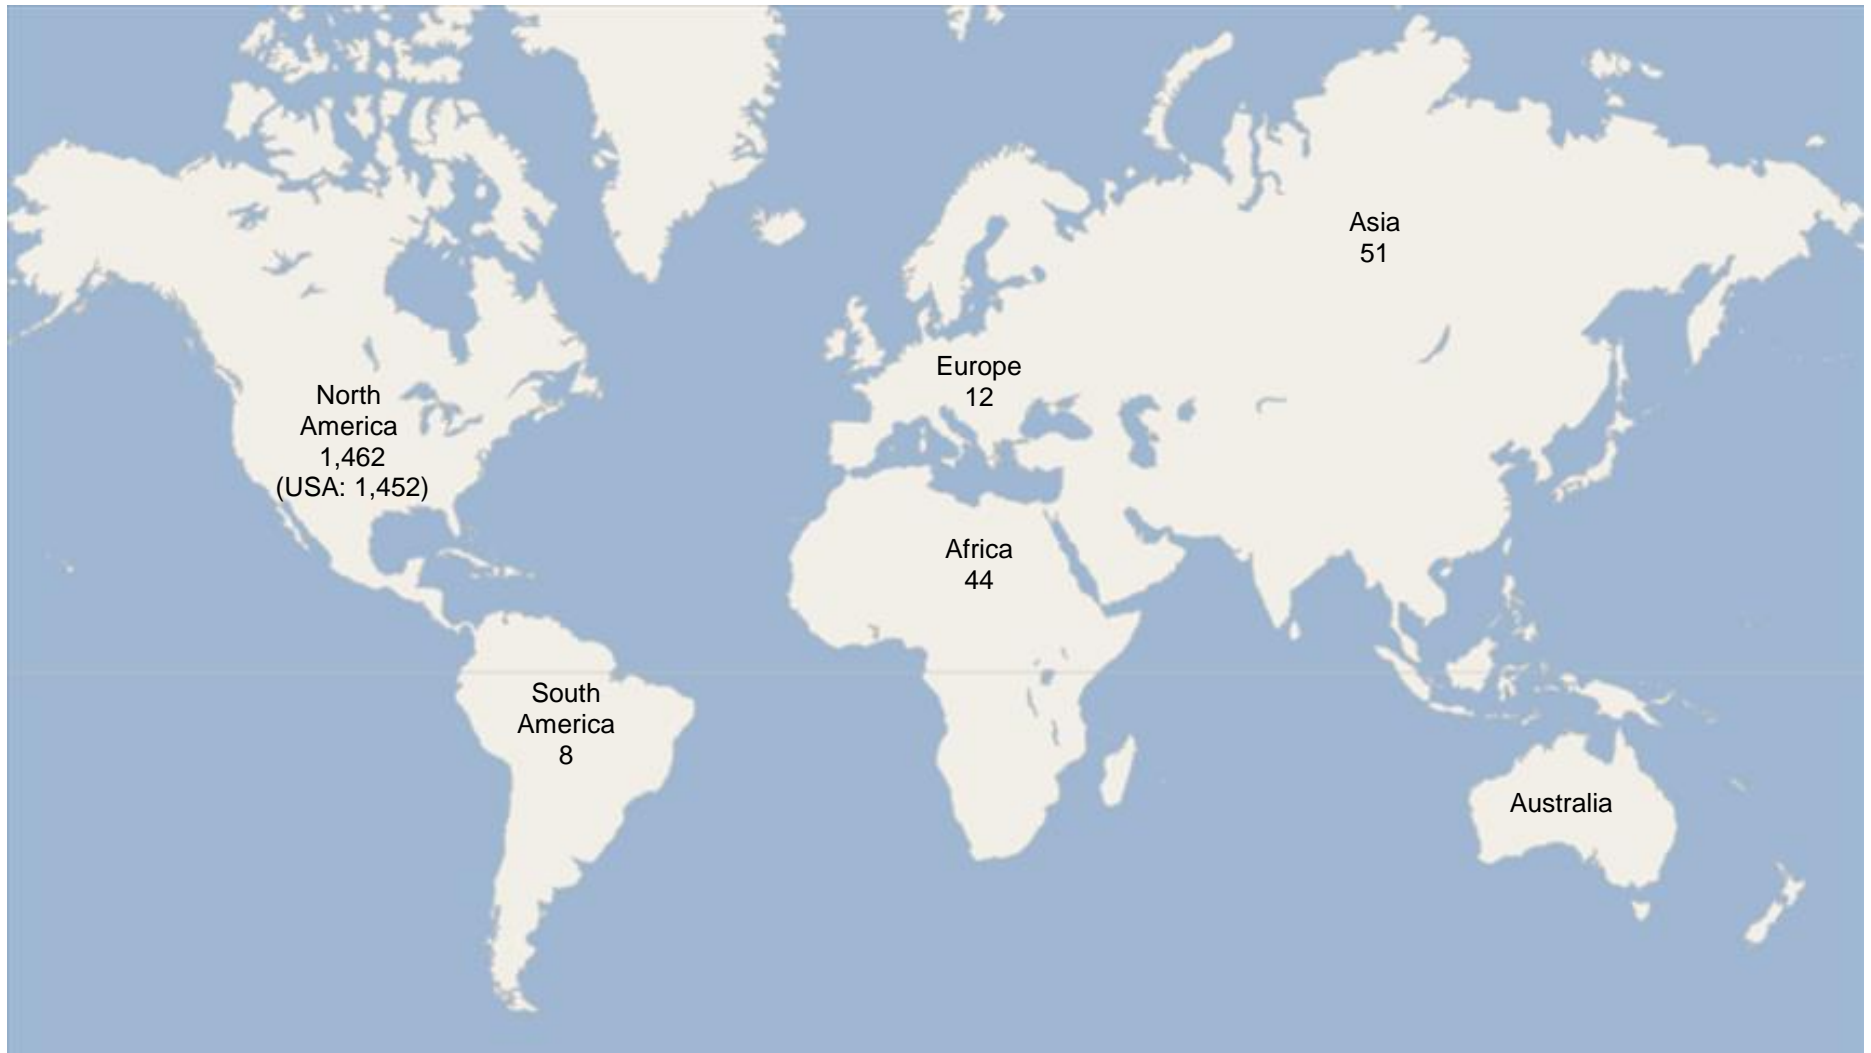 Asia
51
Europe
12
North
America
1,462
(USA: 1,452)
Africa
44
South
America
8
Australia